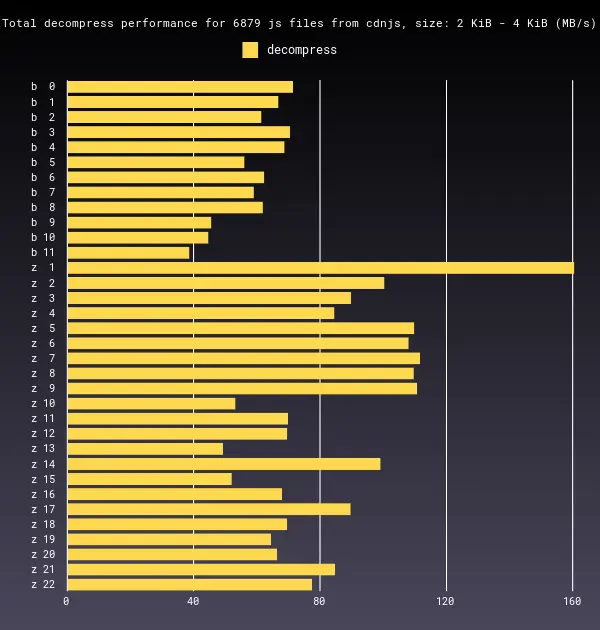 Total decompress performance for 6879 js files from cdnjs, size: 2 KiB - 4 KiB (MB/s)
decompress
b 0
b 1
b 2
b 3
b 4
b 5
b 6
b 7
b 8
b 9
b 10
b 11
z 1
z 2
z 3
z 4
z 5
z 6
z 7
z 8
z 9
z 10
z 11
z 12
z 13
z 14
z 15
z 16
z 17
z 18
z 19
z 20
z 21
z 22
0 40 80 120 160